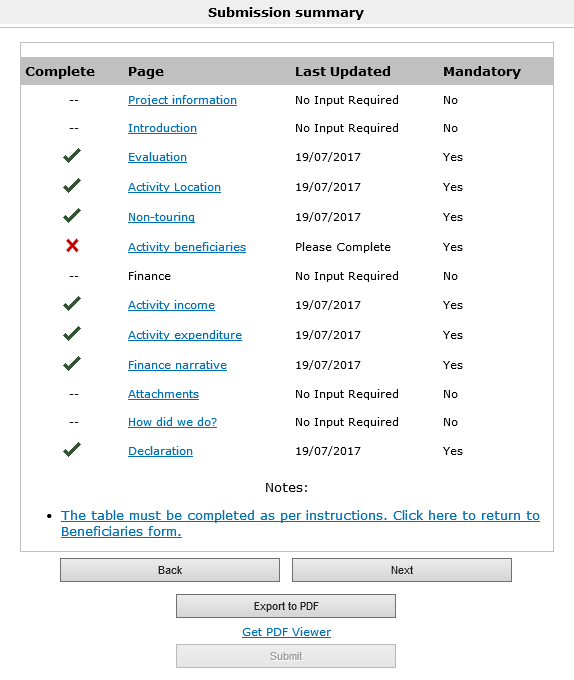 Submission summary
Complete Page Last Updated Mandatory
-- Project information No Input Required No
-- Introduction No Input Required No
Evaluation 19/07/2017 Yes
Activity Location 19/07/2017 Yes
Non-touring 19/07/2017 Yes
Activity beneficiaries Please Complete Yes
-- Finance No Input Required No
Activity income 19/07/2017 Yes
Activity expenditure 19/07/2017 Yes
Finance narrative 19/07/2017 Yes
-- Attachments No Input Required No
-- How did we do? No Input Required No
Declaration 19/07/2017 Yes
Notes:
• The table must be completed as per instructions. Click here to return to
Beneficiaries form.
Back Next
Export to PDF
Get PDF Viewer
Submit